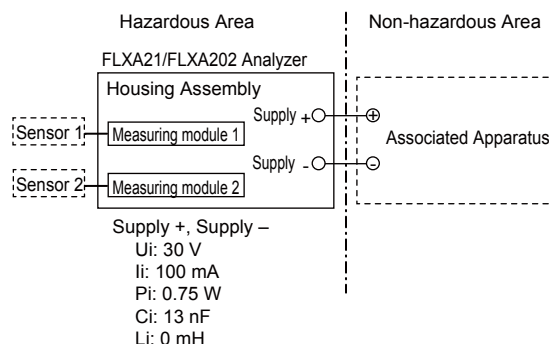 Hazardous Area
Non-hazardous Area
FLXA21/FLXA202 Analyzer
Housing Assembly
Supply +
Sensor 1
Measuring module 1
Associated Apparatus
Supply -
Sensor 2
Measuring module 2
Supply +, Supply –
Ui: 30 V
Ii: 100 mA
Pi: 0.75 W
Ci: 13 nF
Li: 0 mH